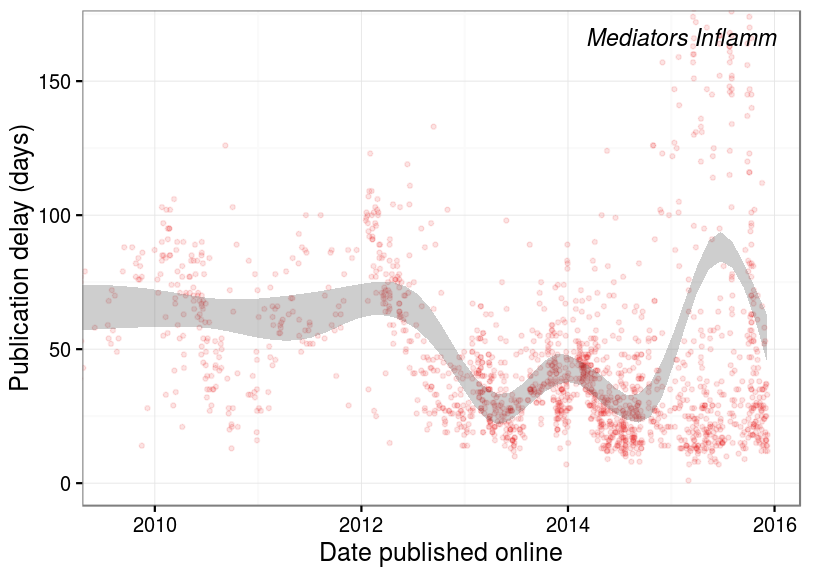 Mediators Inflamm
Publication delay (days)
150
100
50
0
2010 2012 2014 2016
Date published online